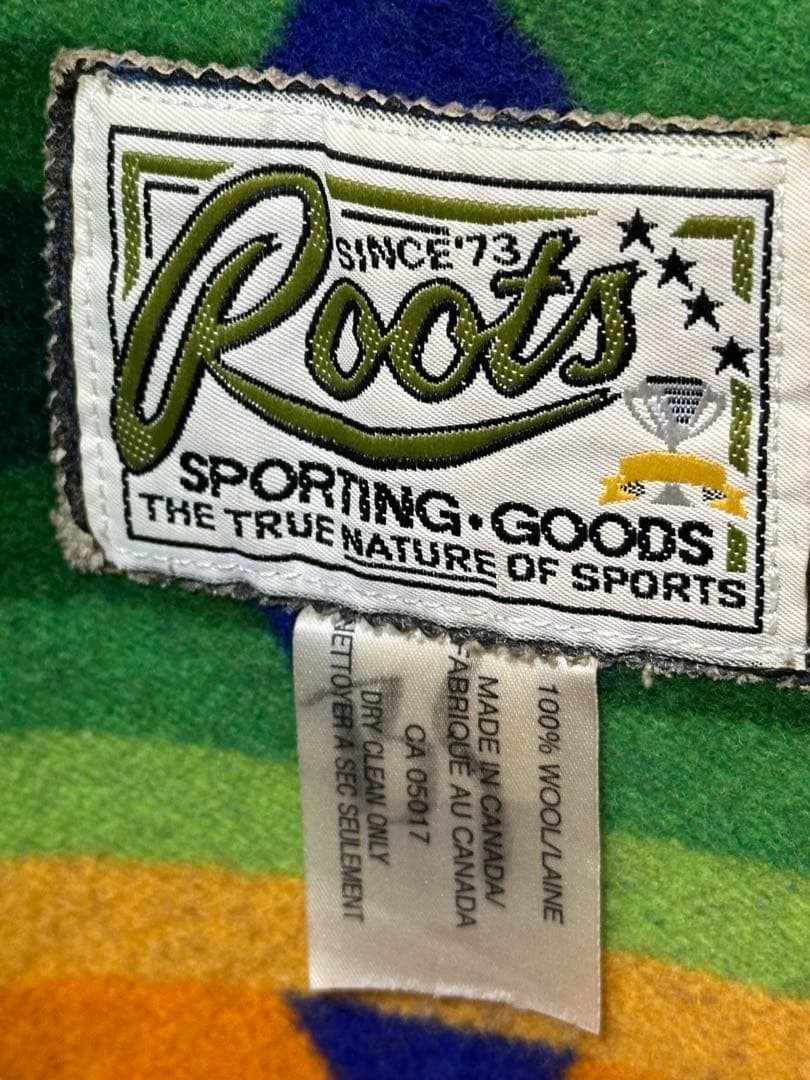 SINCE '73
Roots
SPORTING·GOODS
THE TRUE NATURE OF SPORTS
100% WOOL/LAINE
MADE IN CANADA/
FABRIQUÉ AU CANADA
CA 05017
DRY CLEAN ONLY
NETTOYER À SEC SEULEMENT